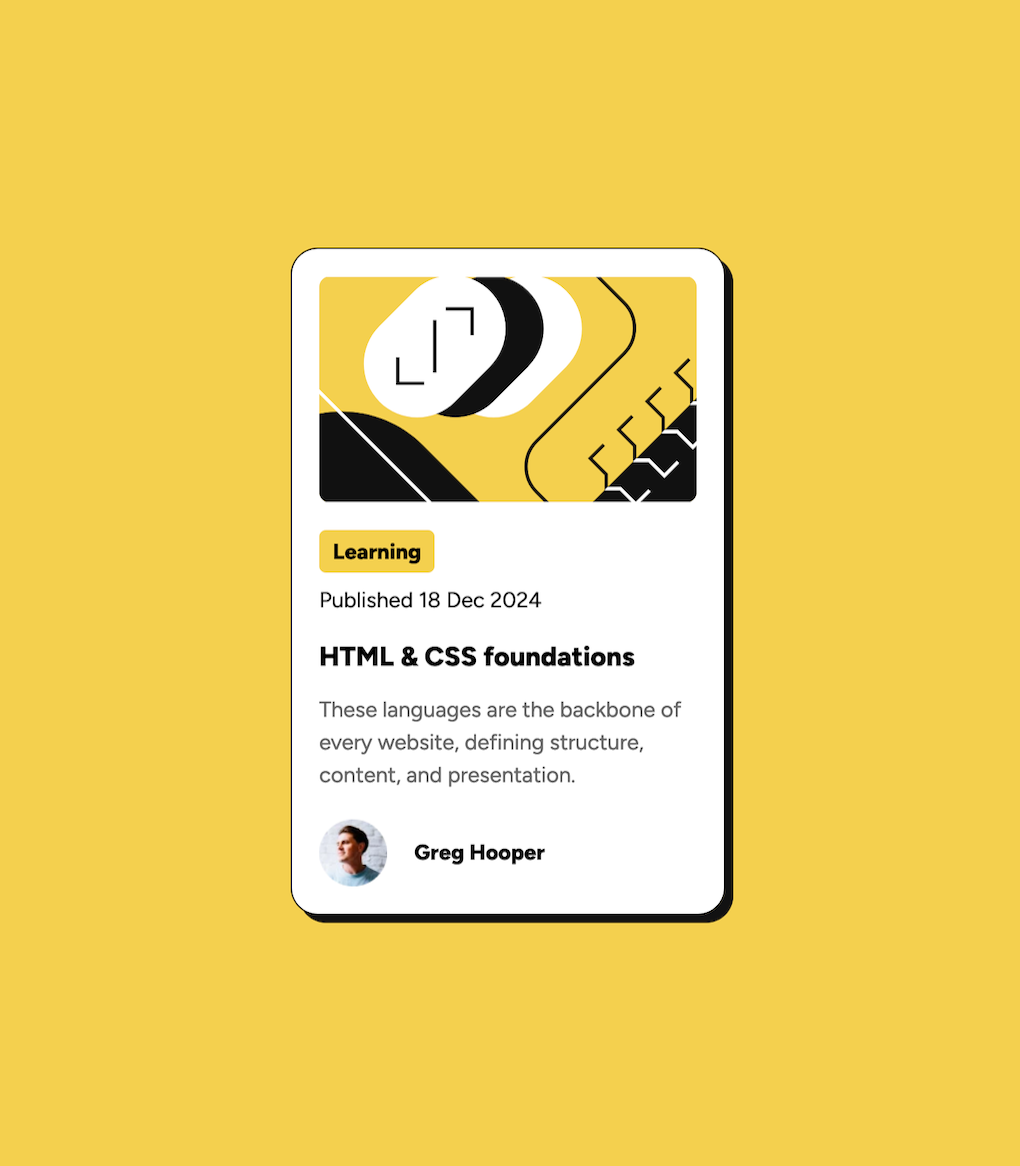 Learning
Published 18 Dec 2024
HTML & CSS foundations
These languages are the backbone of
every website, defining structure,
content, and presentation.
Greg Hooper